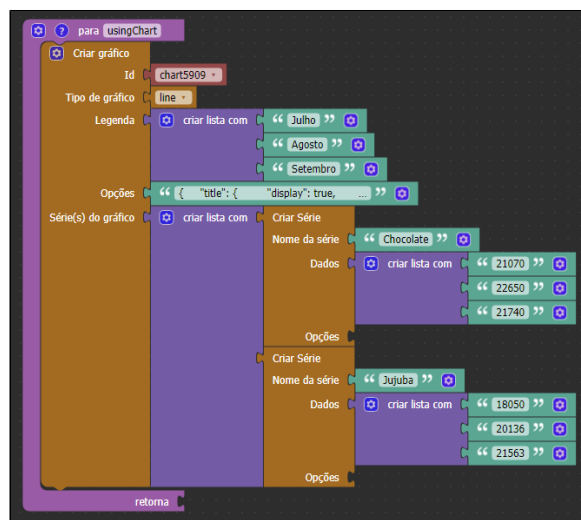 ? para usingChart
Criar gráfico
Id chart5909
Tipo de gráfico line
Legenda criar lista com “ Julho ”
“ Agosto ”
“ Setembro ”
Opções “ { "title": { "display": true, ... ”
Série(s) do gráfico criar lista com Criar Série
Nome da série “ Chocolate ”
Dados criar lista com “ 21070 ”
“ 22650 ”
“ 21740 ”
Opções
Criar Série
Nome da série “ Jujuba ”
Dados criar lista com “ 18050 ”
“ 20136 ”
“ 21563 ”
Opções
retorna